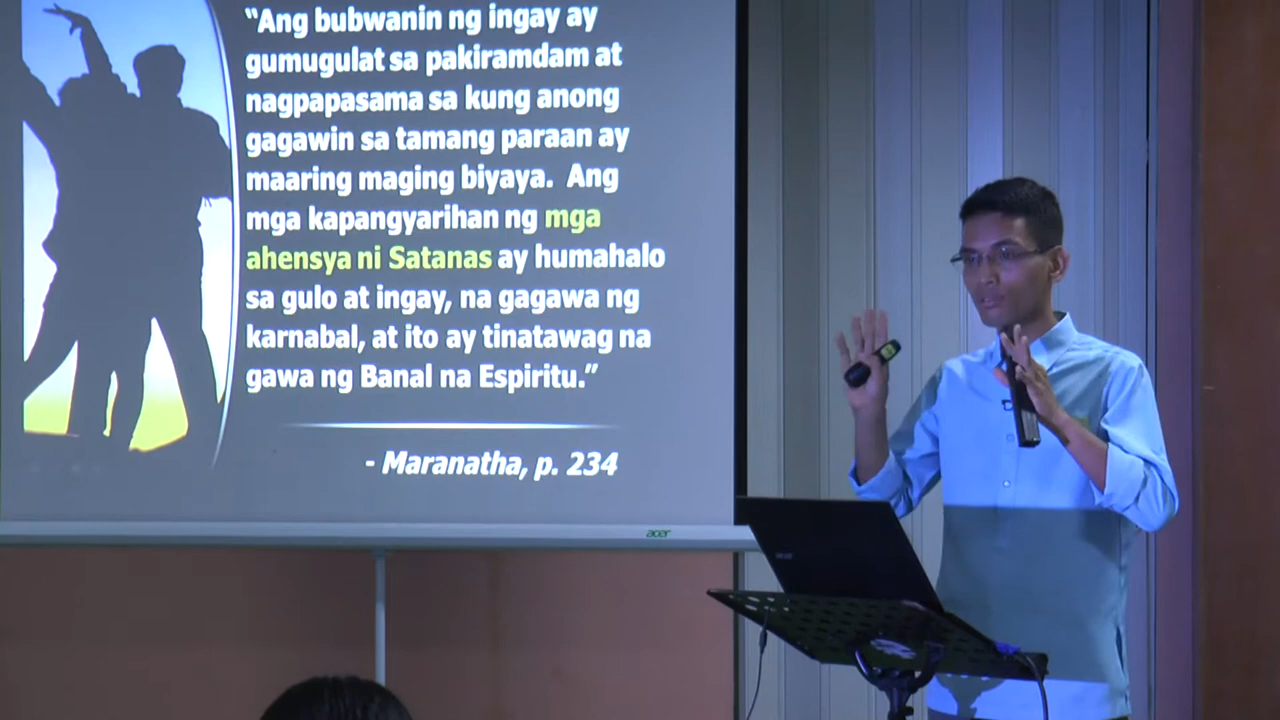 “Ang bubwanin ng ingay ay
gumugulat sa pakiramdam at
nagpapasama sa kung anong
gagawin sa tamang paraan ay
maaring maging biyaya. Ang
mga kapangyarihan ng mga
ahensya ni Satanas ay humahalo
sa gulo at ingay, na gagawa ng
karnabal, at ito ay tinatawag na
gawa ng Banal na Espiritu.”
- Maranatha, p. 234
acer